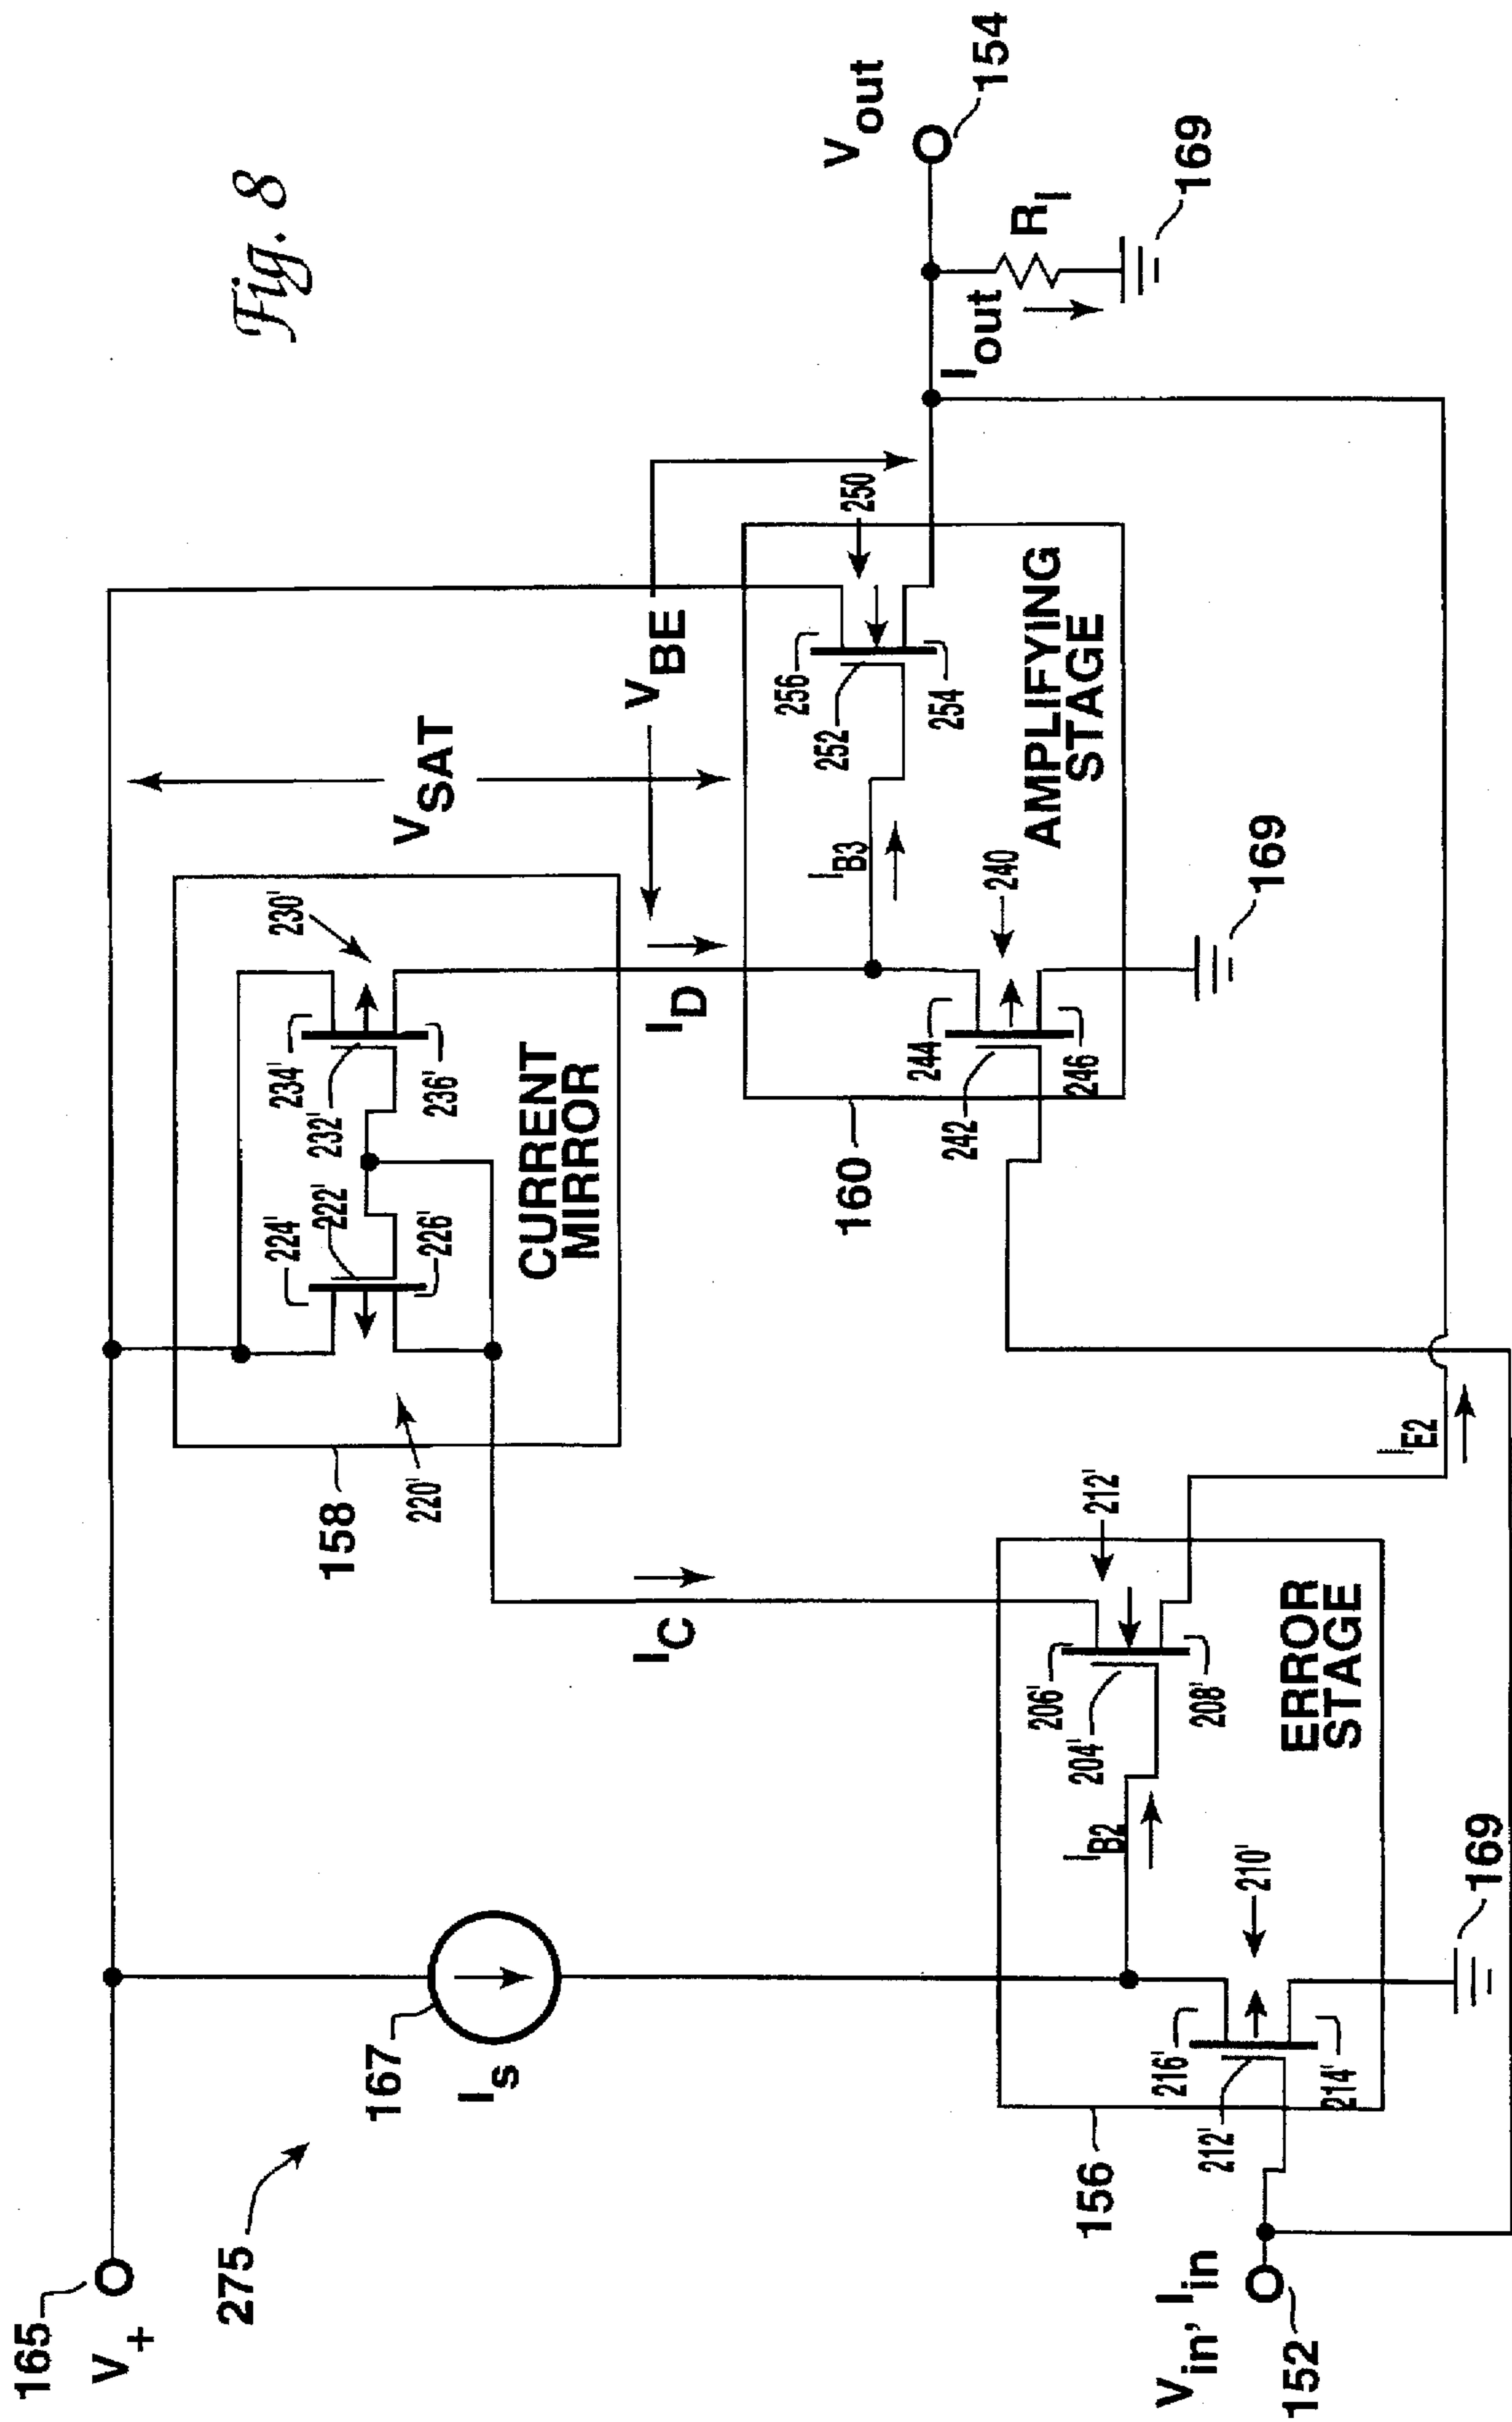 Fig. 8
165
V+
275
167
Is
158
220'
224'
222'
226'
CURRENT
MIRROR
230'
234'
232'
236'
VSAT
VBE
IC
ID
IB3
250
256
252
254
240
244
242
246
AMPLIFYING
STAGE
160
169
Vout
154
Iout
Rl
169
Vin, Iin
152
156
216'
212'
214'
210'
IB2
212'
206'
204'
208'
ERROR
STAGE
169
IE2